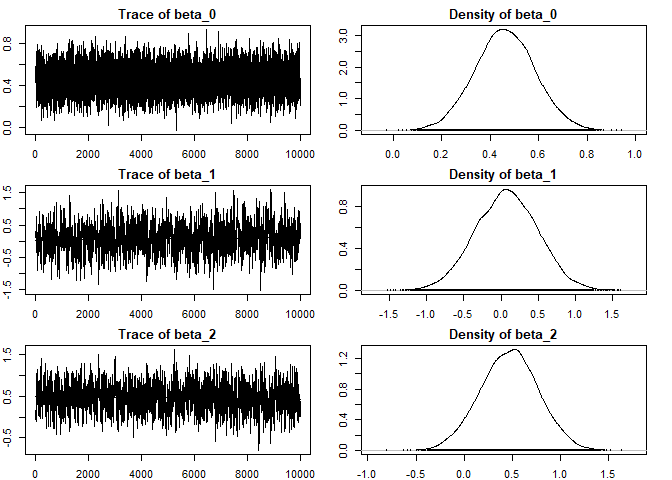 Trace of beta_0
0.0 0.4 0.8
0 2000 4000 6000 8000 10000
Density of beta_0
0.0 1.0 2.0 3.0
0.0 0.2 0.4 0.6 0.8 1.0
Trace of beta_1
-1.5 -0.5 0.5 1.5
0 2000 4000 6000 8000 10000
Density of beta_1
0.0 0.4 0.8
-1.5 -1.0 -0.5 0.0 0.5 1.0 1.5
Trace of beta_2
-0.5 0.5 1.5
0 2000 4000 6000 8000 10000
Density of beta_2
0.0 0.4 0.8 1.2
-1.0 -0.5 0.0 0.5 1.0 1.5